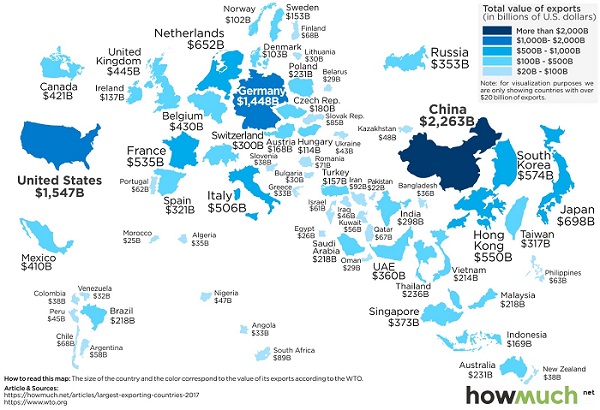 Norway
$102B
Sweden
$153B
Finland
$68B
Netherlands
$652B
Denmark
$103B
Lithuania
$30B
United
Kingdom
$445B
Poland
$231B
Belarus
$29B
Russia
$353B
Canada
$421B
Ireland
$137B
Germany
$1,448B
Czech Rep.
$180B
Slovak Rep.
$85B
Belgium
$430B
Switzerland
$300B
Austria
$168B
Hungary
$114B
Ukraine
$43B
Kazakhstan
$48B
China
$2,263B
France
$535B
Slovenia
$38B
Romania
$71B
South
Korea
$574B
United States
$1,547B
Portugal
$62B
Spain
$321B
Italy
$506B
Bulgaria
$30B
Greece
$33B
Turkey
$157B
Iran
$92B
Pakistan
$22B
Bangladesh
$36B
Japan
$698B
Israel
$61B
Iraq
$46B
Kuwait
$56B
Qatar
$67B
India
$298B
Hong
Kong
$550B
Taiwan
$317B
Mexico
$410B
Morocco
$25B
Algeria
$35B
Egypt
$26B
Saudi
Arabia
$218B
Oman
$29B
UAE
$360B
Thailand
$236B
Vietnam
$214B
Philippines
$63B
Colombia
$38B
Venezuela
$32B
Peru
$45B
Brazil
$218B
Chile
$68B
Argentina
$58B
Nigeria
$47B
Angola
$33B
South Africa
$89B
Singapore
$373B
Malaysia
$218B
Indonesia
$169B
Australia
$231B
New Zealand
$38B
Total value of exports
(in billions of U.S. dollars)
More than $2,000B
$1,000B- $2,000B
$500B - $1,000B
$100B - $500B
$20B - $100B
Note: for visualization purposes we
are only showing countries with over
$20 billion of exports.
How to read this map: The size of the country and the color correspond to the value of its exports according to the WTO.
Article & Sources:
https://howmuch.net/articles/largest-exporting-countries-2017
https://www.wto.org
howmuch.net